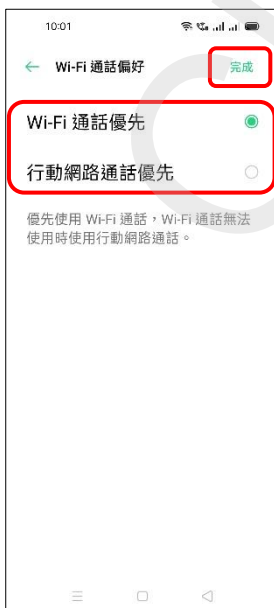 10:01
Wi-Fi 通話偏好
完成
Wi-Fi 通話優先
行動網路通話優先
優先使用 Wi-Fi 通話，Wi-Fi 通話無法
使用時使用行動網路通話。